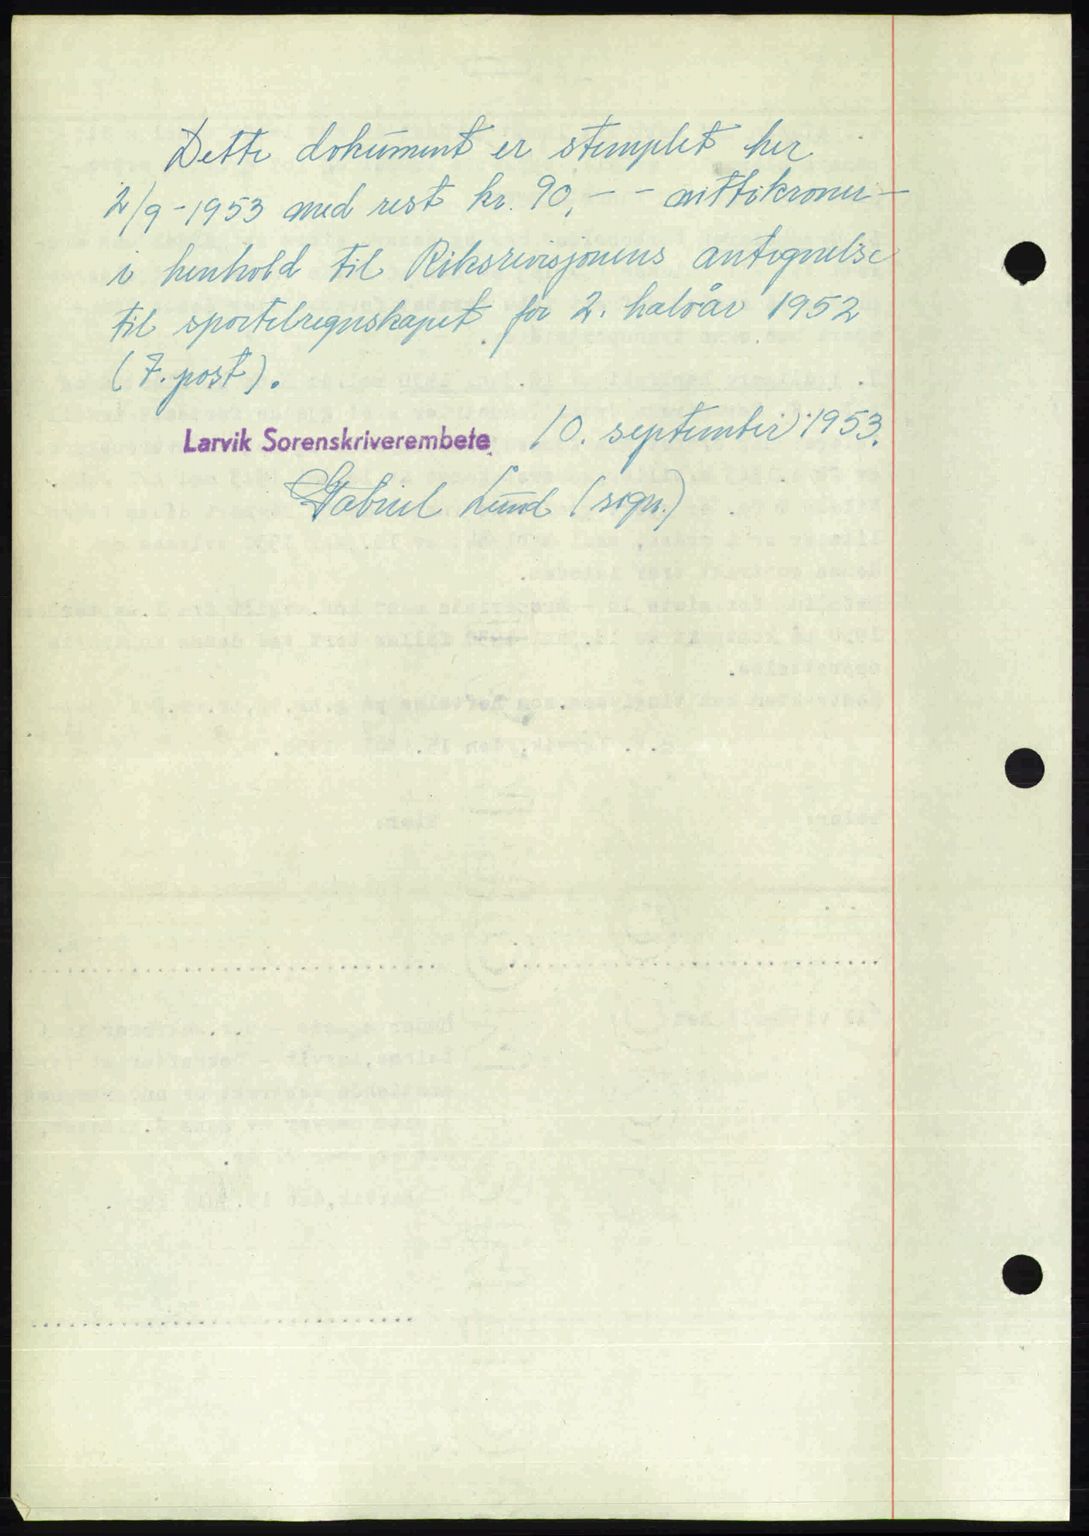 Dette dokument er stemplet her
2/9-1953 med rest kr. 90,- - nittikroner -
i henhold til Riksrevisjonens antegnelse
til sportelregnskapet for 2. halvår 1952
(7. post).
Larvik Sorenskriverembete, 10. september 1953.
Gabriel Lund (sign.)